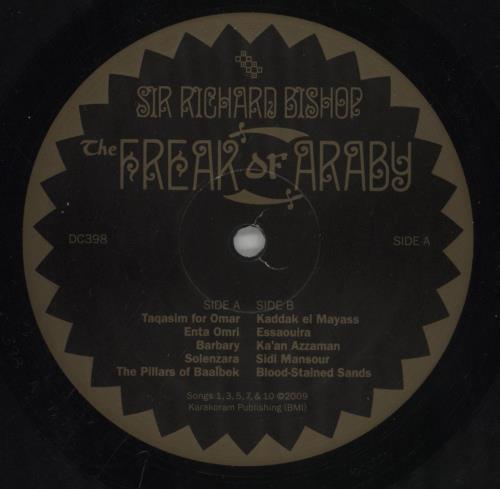 SIR RICHARD BISHOP
The FREAK OF ARABY
DC398
SIDE A
SIDE A SIDE B
Taqasim for Omar Kaddak el Mayass
Enta Omri Essaouira
Barbary Ka'an Azzaman
Solenzara Sidi Mansour
The Pillars of Baalbek Blood-Stained Sands
Songs 1, 3, 5, 7, & 10 ©2009
Karakoram Publishing (BMI)